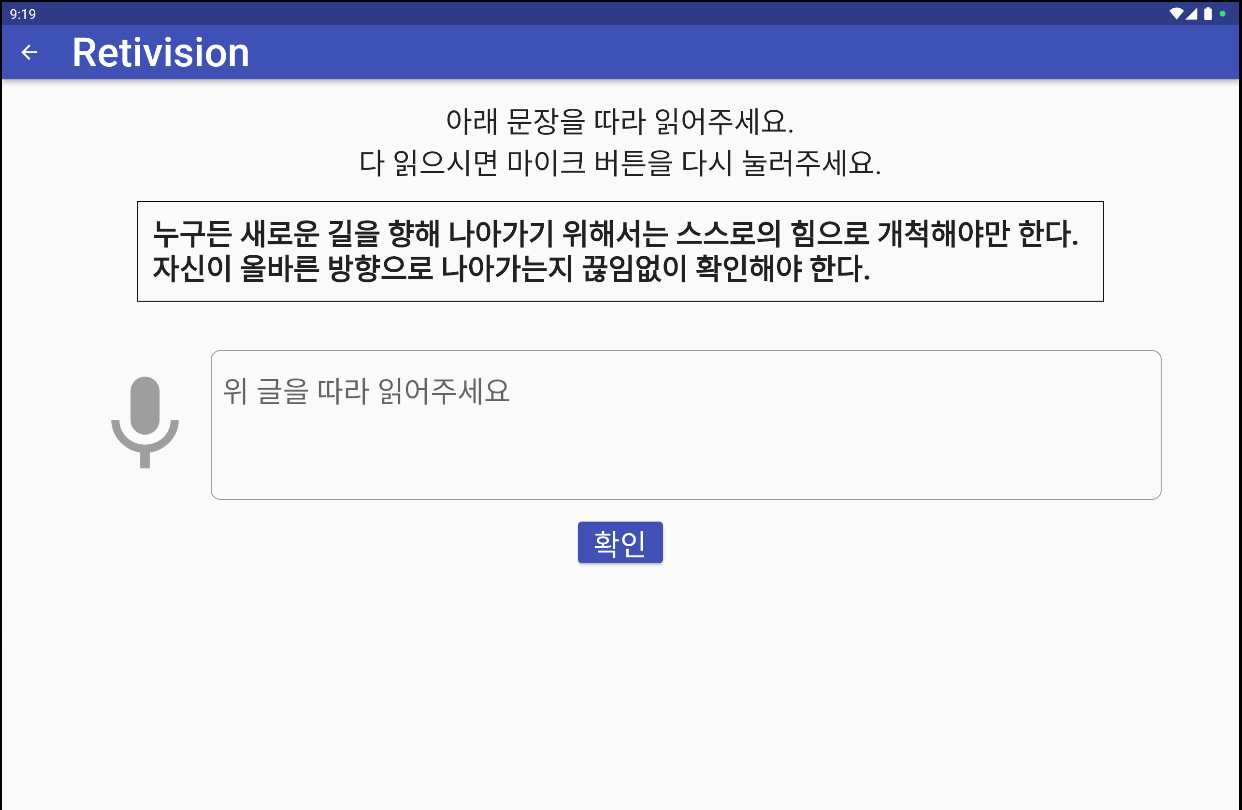 9:19
Retivision
아래 문장을 따라 읽어주세요.
다 읽으시면 마이크 버튼을 다시 눌러주세요.
누구든 새로운 길을 향해 나아가기 위해서는 스스로의 힘으로 개척해야만 한다.
자신이 올바른 방향으로 나아가는지 끊임없이 확인해야 한다.
위 글을 따라 읽어주세요
확인